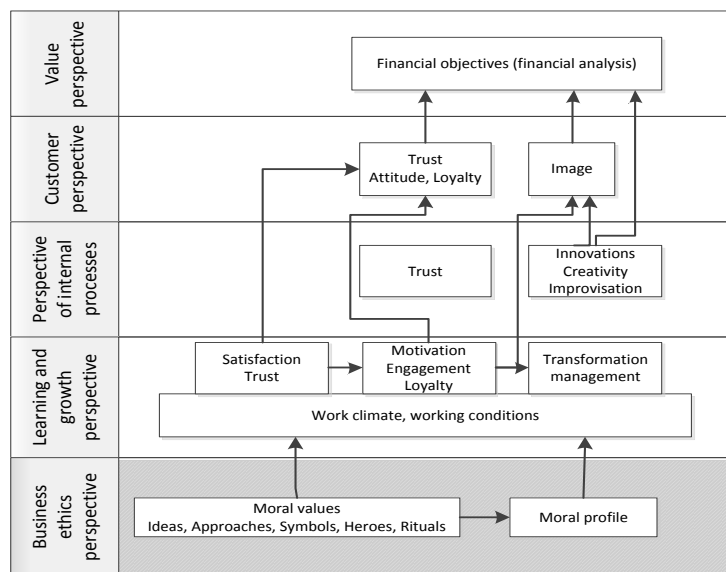 Value
perspective
Financial objectives (financial analysis)
Customer
perspective
Trust
Attitude, Loyalty
Image
Perspective
of internal
processes
Trust
Innovations
Creativity
Improvisation
Learning and
growth
perspective
Satisfaction
Trust
Motivation
Engagement
Loyalty
Transformation
management
Work climate, working conditions
Business
ethics
perspective
Moral values
Ideas, Approaches, Symbols, Heroes, Rituals
Moral profile